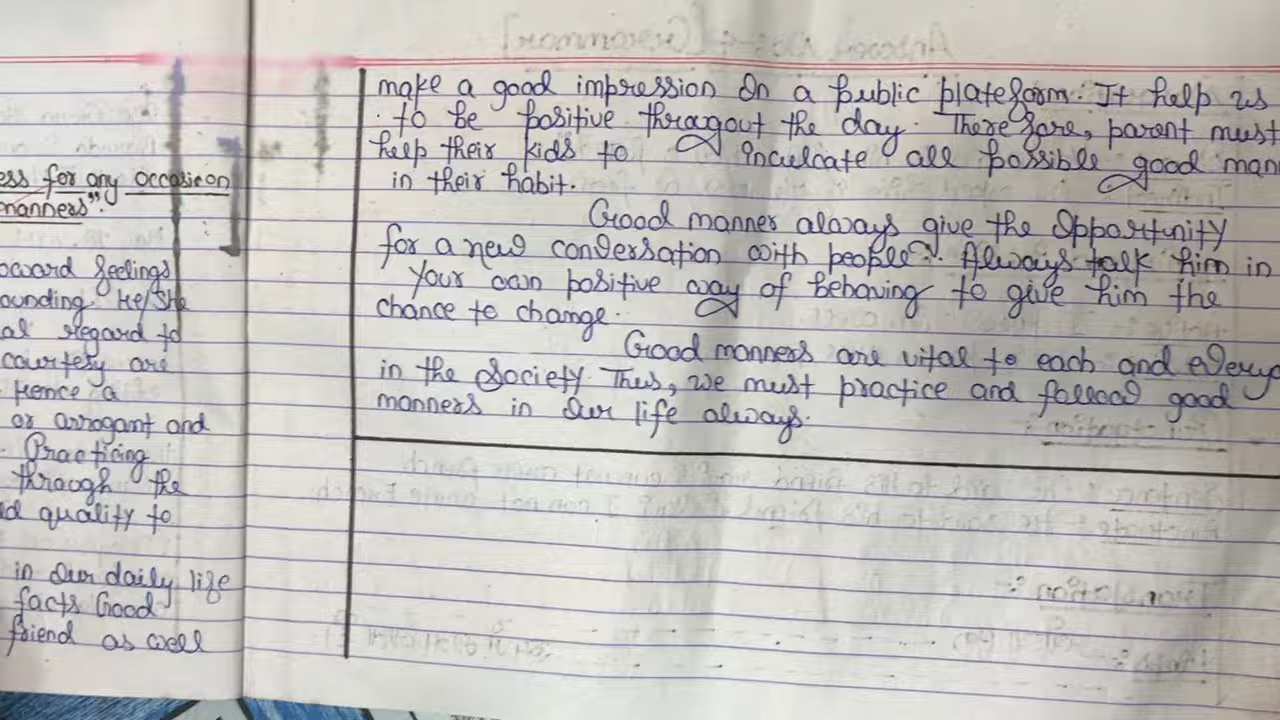 ess for any occasion
manners".
oward feelings
ounding. He/she
al regard to
courtesy are
. Hence a
or arrogant and
. Practicing
through the
d quality to
in our daily life
facts Good
friend as well
make a good impression on a public plateform. It help us
to be positive througout the day. There fore, parent must
help their kids to inculcate all possible good man
in their habit.
Good manner always give the opportunity
for a new conversation with people. Always talk him in
your own positive way of behaving to give him the
chance to change.
Good manners are vital to each and every
in the society. Thus, we must practice and follow good
manners in our life always.